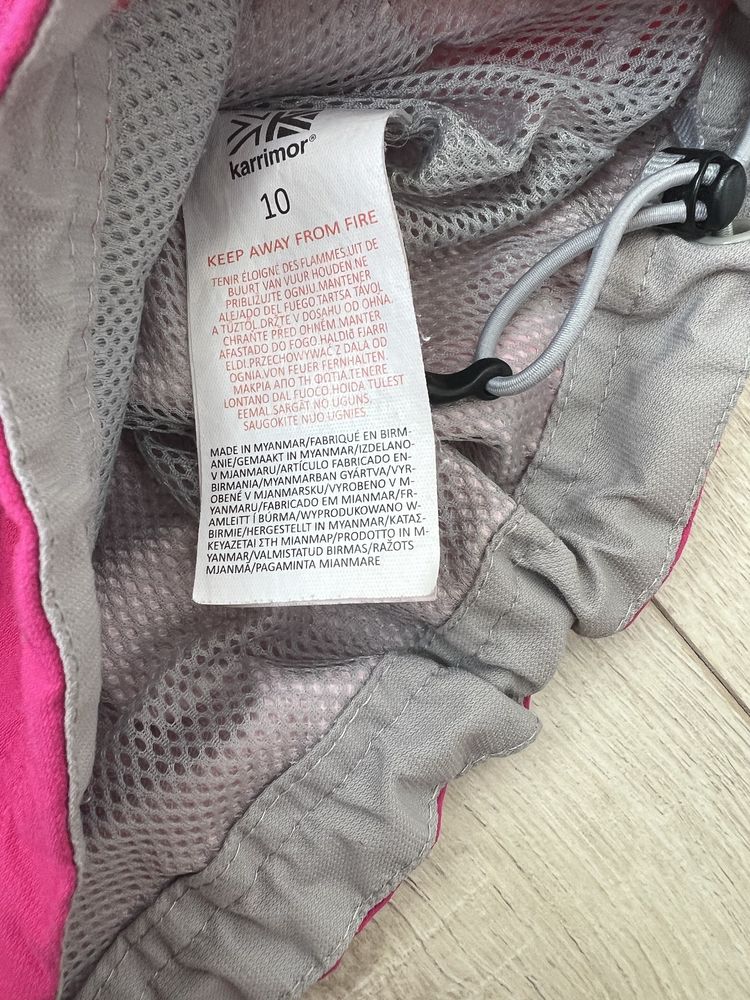 karrimor®
10
KEEP AWAY FROM FIRE
TENIR ÉLOIGNÉ DES FLAMMES.UIT DE
BUURT VAN VUUR HOUDEN NE
PRIBLIŽUJTE OGNJU.MANTENER
ALEJADO DEL FUEGO TARTSA TÁVOL
A TŰZTŐL.DRŽTE V DOSAHU OD OHŇA.
CHRAŇTE PŘED OHNĚM.MANTER
AFASTADO DO FOGO.HALDIÐ FJARRI
ELDI.PRZECHOWYWAĆ Z DALA OD
OGNIA.VON FEUER FERNHALTEN.
ΜΑΚΡΙΑ ΑΠΟ ΤΗ ΦΩΤΙΑ.TENERE
LONTANO DAL FUOCO.HOIDA TULEST
EEMAL.SARGĀT NO UGUNS.
SAUGOKITE NUO UGNIES.
MADE IN MYANMAR/FABRIQUÉ EN BIRM-
ANIE/GEMAAKT IN MYANMAR/IZDELANO-
V MJANMARU/ARTÍCULO FABRICADO EN-
BIRMANIA/MYANMARBAN GYÁRTVA/VYR-
OBENÉ V MJANMARSKU/VYROBENO V M-
YANMARU/FABRICADO EM MIANMAR/FR-
AMLEITT Í BÚRMA/WYPRODUKOWANO W-
BIRMIE/HERGESTELLT IN MYANMAR/ΚΑΤΑΣ-
ΚΕΥΑΖΕΤΑΙ ΣΤΗ ΜΙΑΝΜΑΡ/PRODOTTO IN M-
YANMAR/VALMISTATUD BIRMAS/RAŽOTS
MJANMĀ/PAGAMINTA MIANMARE